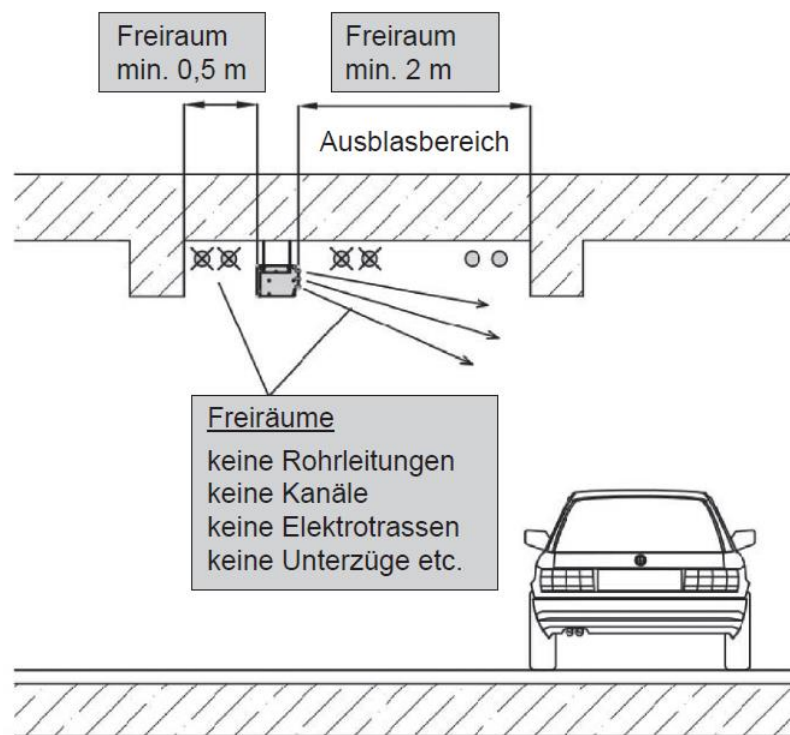 Freiraum
min. 0,5 m
Freiraum
min. 2 m
Ausblasbereich
Freiräume
keine Rohrleitungen
keine Kanäle
keine Elektrotrassen
keine Unterzüge etc.